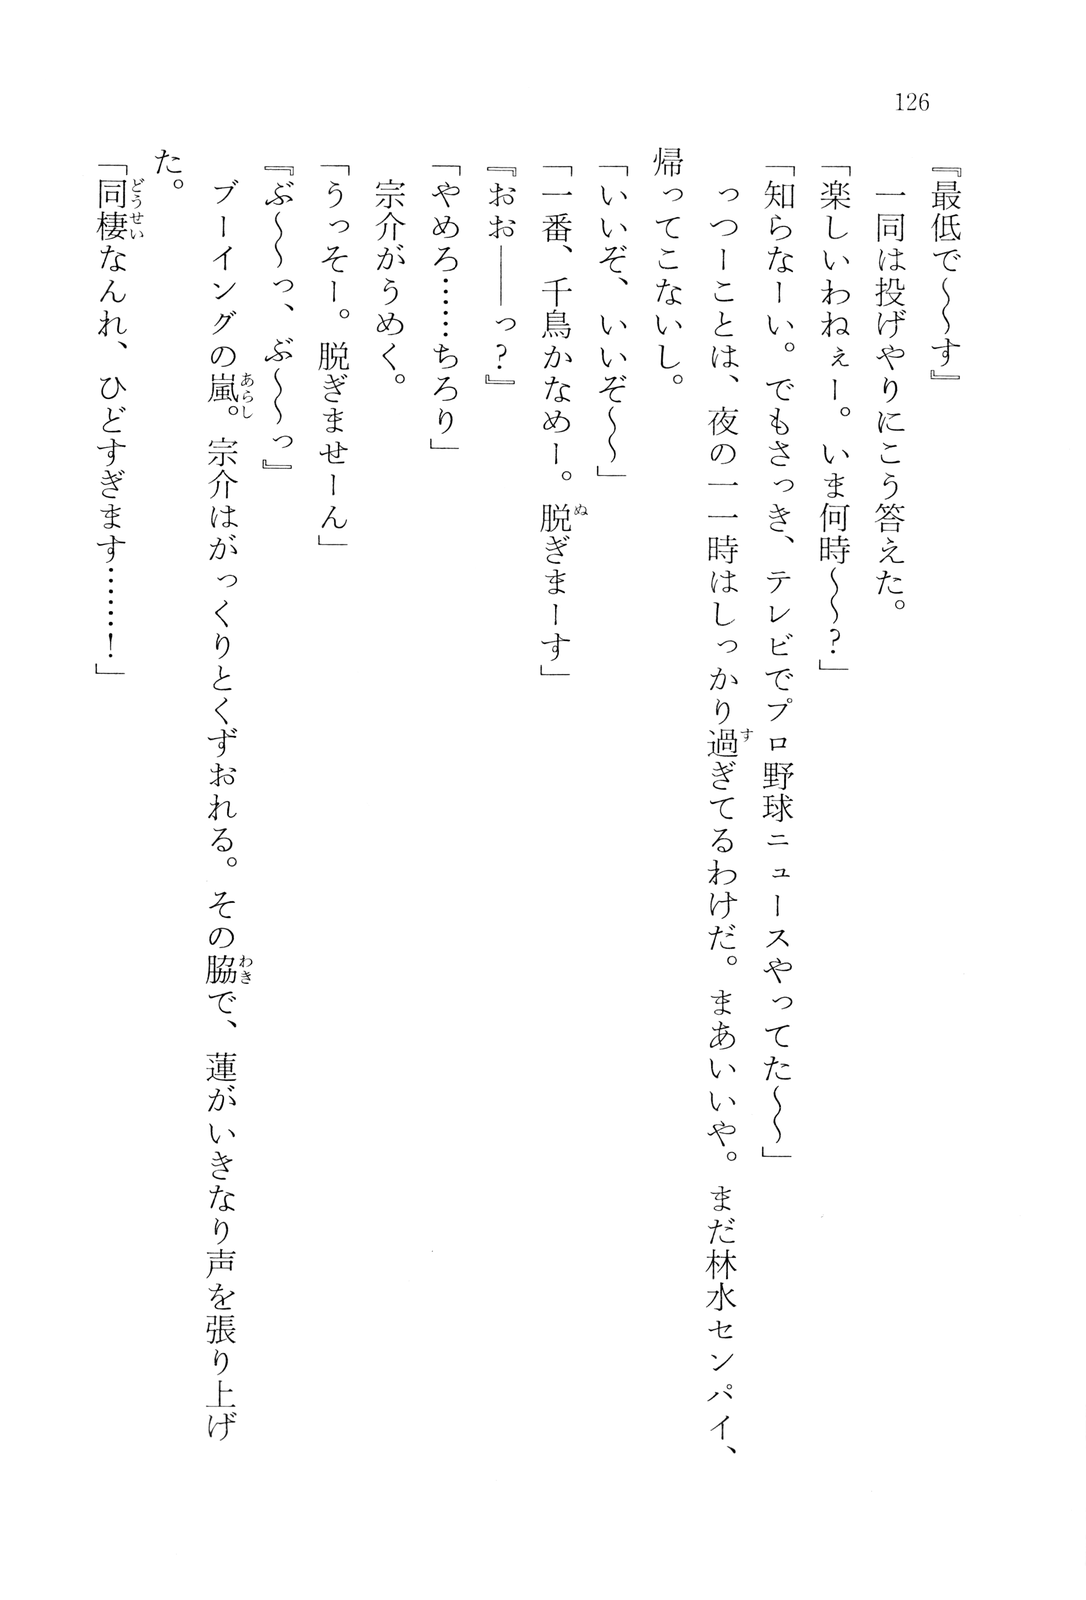 126
『最低で〜〜す』
　一同は投げやりにこう答えた。
「楽しいわねぇー。いま何時〜〜?」
「知らなーい。でもさっき、テレビでプロ野球ニュースやってた〜〜」
　っつーことは、夜の一一時はしっかり過ぎてるわけだ。まあいいや。まだ林水センパイ、
帰ってこないし。
「いいぞ、いいぞ〜〜」
「一番、千鳥かなめー。脱ぎまーす」
『おお――っ?』
「やめろ……ちろり」
　宗介がうめく。
「うっそー。脱ぎませーん」
『ぶ〜〜っ、ぶ〜〜っ』
　ブーイングの嵐。宗介はがっくりとくずおれる。その脇で、蓮がいきなり声を張り上げ
た。
「同棲なんれ、ひどすぎます……!」